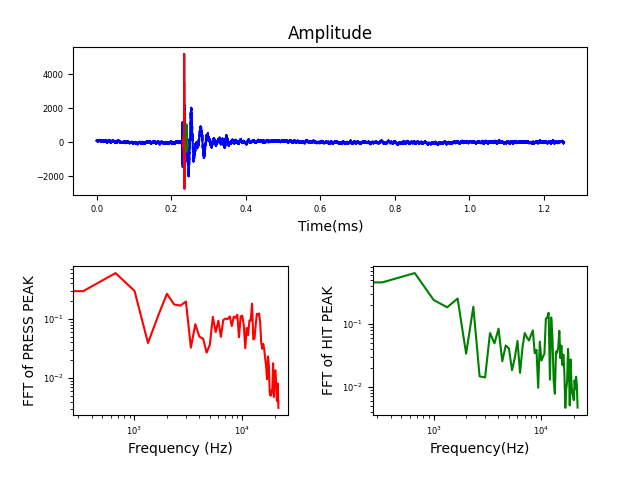 Amplitude
4000
2000
0
−2000
0.0 0.2 0.4 0.6 0.8 1.0 1.2
Time(ms)
FFT of PRESS PEAK
10⁻¹
10⁻²
10³ 10⁴
Frequency (Hz)
FFT of HIT PEAK
10⁻¹
10⁻²
10³ 10⁴
Frequency(Hz)